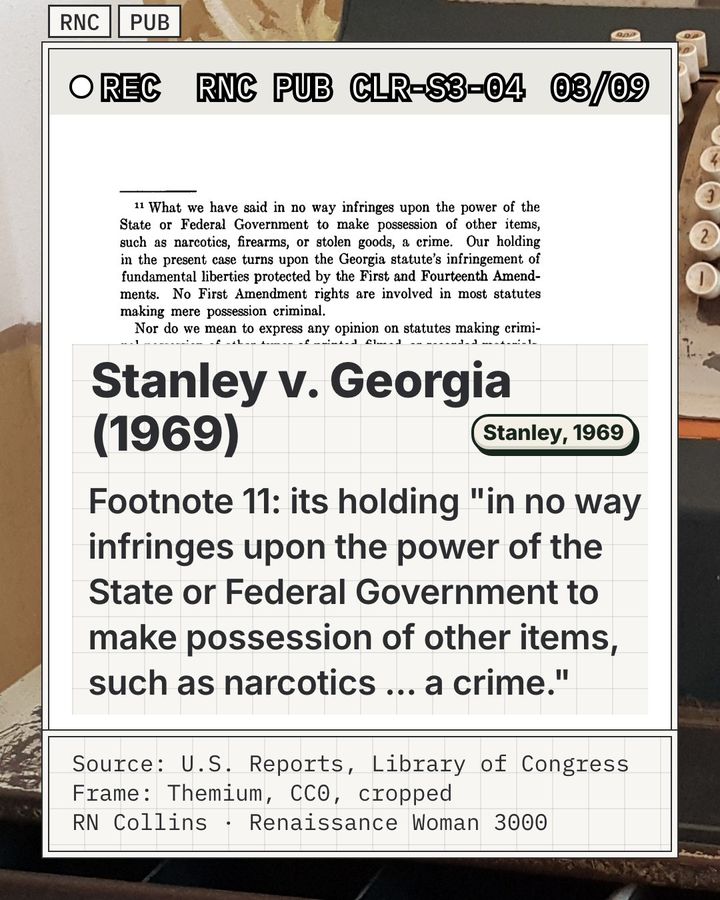 RNC PUB
REC RNC PUB CLR-S3-04 03/09
11 What we have said in no way infringes upon the power of the
State or Federal Government to make possession of other items,
such as narcotics, firearms, or stolen goods, a crime. Our holding
in the present case turns upon the Georgia statute's infringement of
fundamental liberties protected by the First and Fourteenth Amend-
ments. No First Amendment rights are involved in most statutes
making mere possession criminal.
Nor do we mean to express any opinion on statutes making crimi-
Stanley v. Georgia
(1969)
Stanley, 1969
Footnote 11: its holding "in no way
infringes upon the power of the
State or Federal Government to
make possession of other items,
such as narcotics ... a crime."
Source: U.S. Reports, Library of Congress
Frame: Themium, CC0, cropped
RN Collins · Renaissance Woman 3000
4
3
2
1